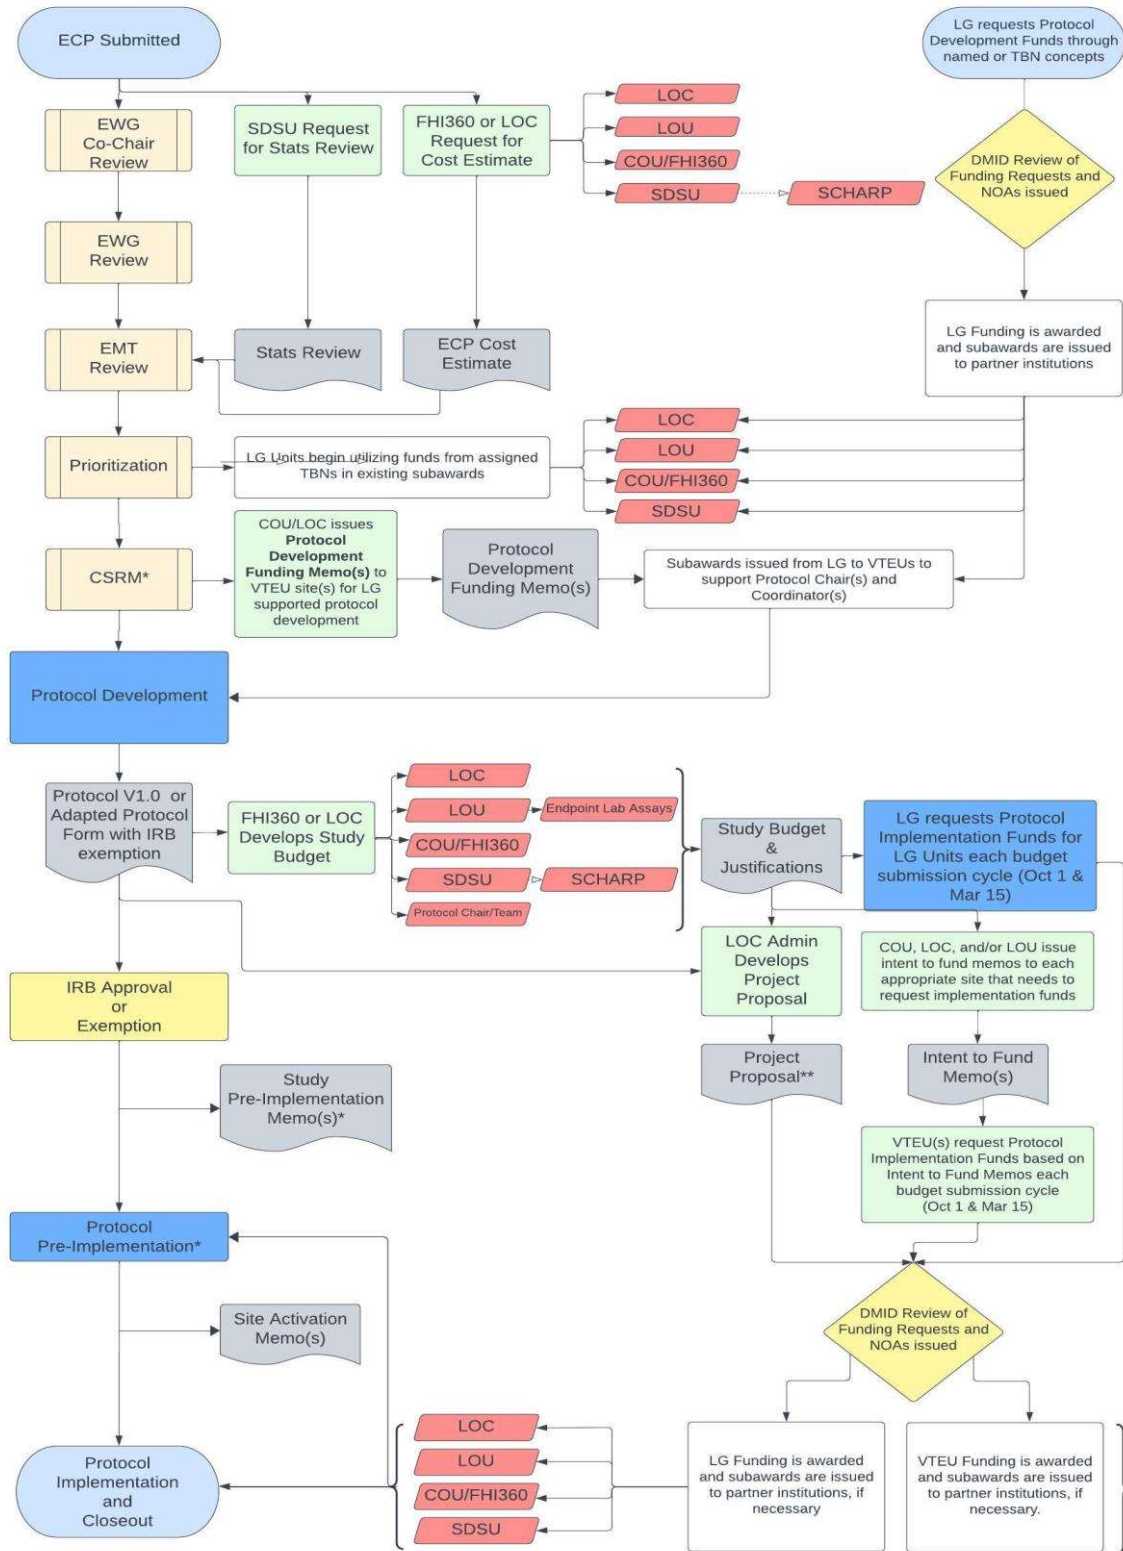 ECP Submitted
LG requests Protocol
Development Funds through
named or TBN concepts
EWG
Co-Chair
Review
SDSU Request
for Stats Review
FHI360 or LOC
Request for
Cost Estimate
LOC
LOU
COU/FHI360
SDSU
SCHARP
DMID Review of
Funding Requests and
NOAs issued
EWG
Review
EMT
Review
Stats Review
ECP Cost
Estimate
LG Funding is awarded
and subawards are issued
to partner institutions
Prioritization
LG Units begin utilizing funds from assigned
TBNs in existing subawards
LOC
LOU
COU/FHI360
SDSU
CSRM*
COU/LOC issues
Protocol
Development
Funding Memo(s) to
VTEU site(s) for LG
supported protocol
development
Protocol
Development
Funding Memo(s)
Subawards issued from LG to VTEUs to
support Protocol Chair(s) and
Coordinator(s)
Protocol Development
Protocol V1.0 or
Adapted Protocol
Form with IRB
exemption
FHI360 or LOC
Develops Study
Budget
LOC
LOU
Endpoint Lab Assays
COU/FHI360
SDSU
SCHARP
Protocol Chair/Team
Study Budget
&
Justifications
LG requests Protocol
Implementation Funds for
LG Units each budget
submission cycle (Oct 1 &
Mar 15)
LOC Admin
Develops
Project
Proposal
COU, LOC, and/or LOU issue
intent to fund memos to each
appropriate site that needs to
request implementation funds
IRB Approval
or
Exemption
Project
Proposal**
Intent to Fund
Memo(s)
Study
Pre-Implementation
Memo(s)*
VTEU(s) request Protocol
Implementation Funds based on
Intent to Fund Memos each
budget submission cycle
(Oct 1 & Mar 15)
Protocol
Pre-Implementation*
Site Activation
Memo(s)
DMID Review of
Funding Requests and
NOAs issued
Protocol
Implementation
and
Closeout
LOC
LOU
COU/FHI360
SDSU
LG Funding is awarded
and subawards are issued
to partner institutions, if
necessary
VTEU Funding is awarded
and subawards are issued
to partner institutions, if
necessary.